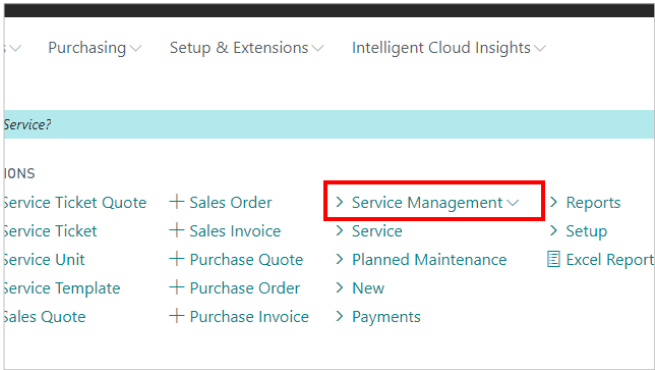 Purchasing Setup & Extensions Intelligent Cloud Insights
Service?
IONS
Service Ticket Quote + Sales Order > Service Management > Reports
Service Ticket + Sales Invoice > Service > Setup
Service Unit + Purchase Quote > Planned Maintenance Excel Report
Service Template + Purchase Order > New
Sales Quote + Purchase Invoice > Payments